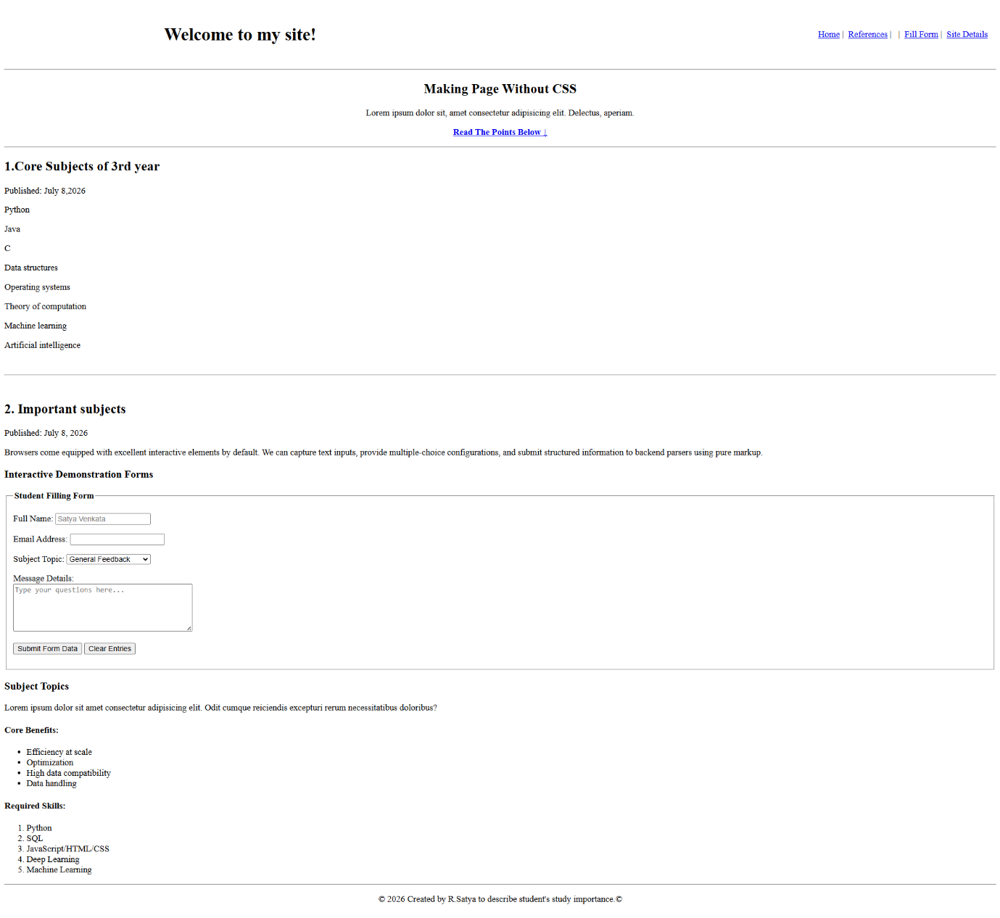 Welcome to my site!
Home | References | | Fill Form | Site Details
Making Page Without CSS
Lorem ipsum dolor sit, amet consectetur adipisicing elit. Delectus, aperiam.
Read The Points Below ↓
1.Core Subjects of 3rd year
Published: July 8,2026
Python
Java
C
Data structures
Operating systems
Theory of computation
Machine learning
Artificial intelligence
2. Important subjects
Published: July 8, 2026
Browsers come equipped with excellent interactive elements by default. We can capture text inputs, provide multiple-choice configurations, and submit structured information to backend parsers using pure markup.
Interactive Demonstration Forms
Student Filling Form
Full Name: Satya Venkata
Email Address:
Subject Topic: General Feedback
Message Details:
Type your questions here...
Submit Form Data Clear Entries
Subject Topics
Lorem ipsum dolor sit amet consectetur adipisicing elit. Odit cumque reiciendis excepturi rerum necessitatibus doloribus?
Core Benefits:
• Efficiency at scale
• Optimization
• High data compatibility
• Data handling
Required Skills:
1. Python
2. SQL
3. JavaScript/HTML/CSS
4. Deep Learning
5. Machine Learning
© 2026 Created by R.Satya to describe student's study importance.©